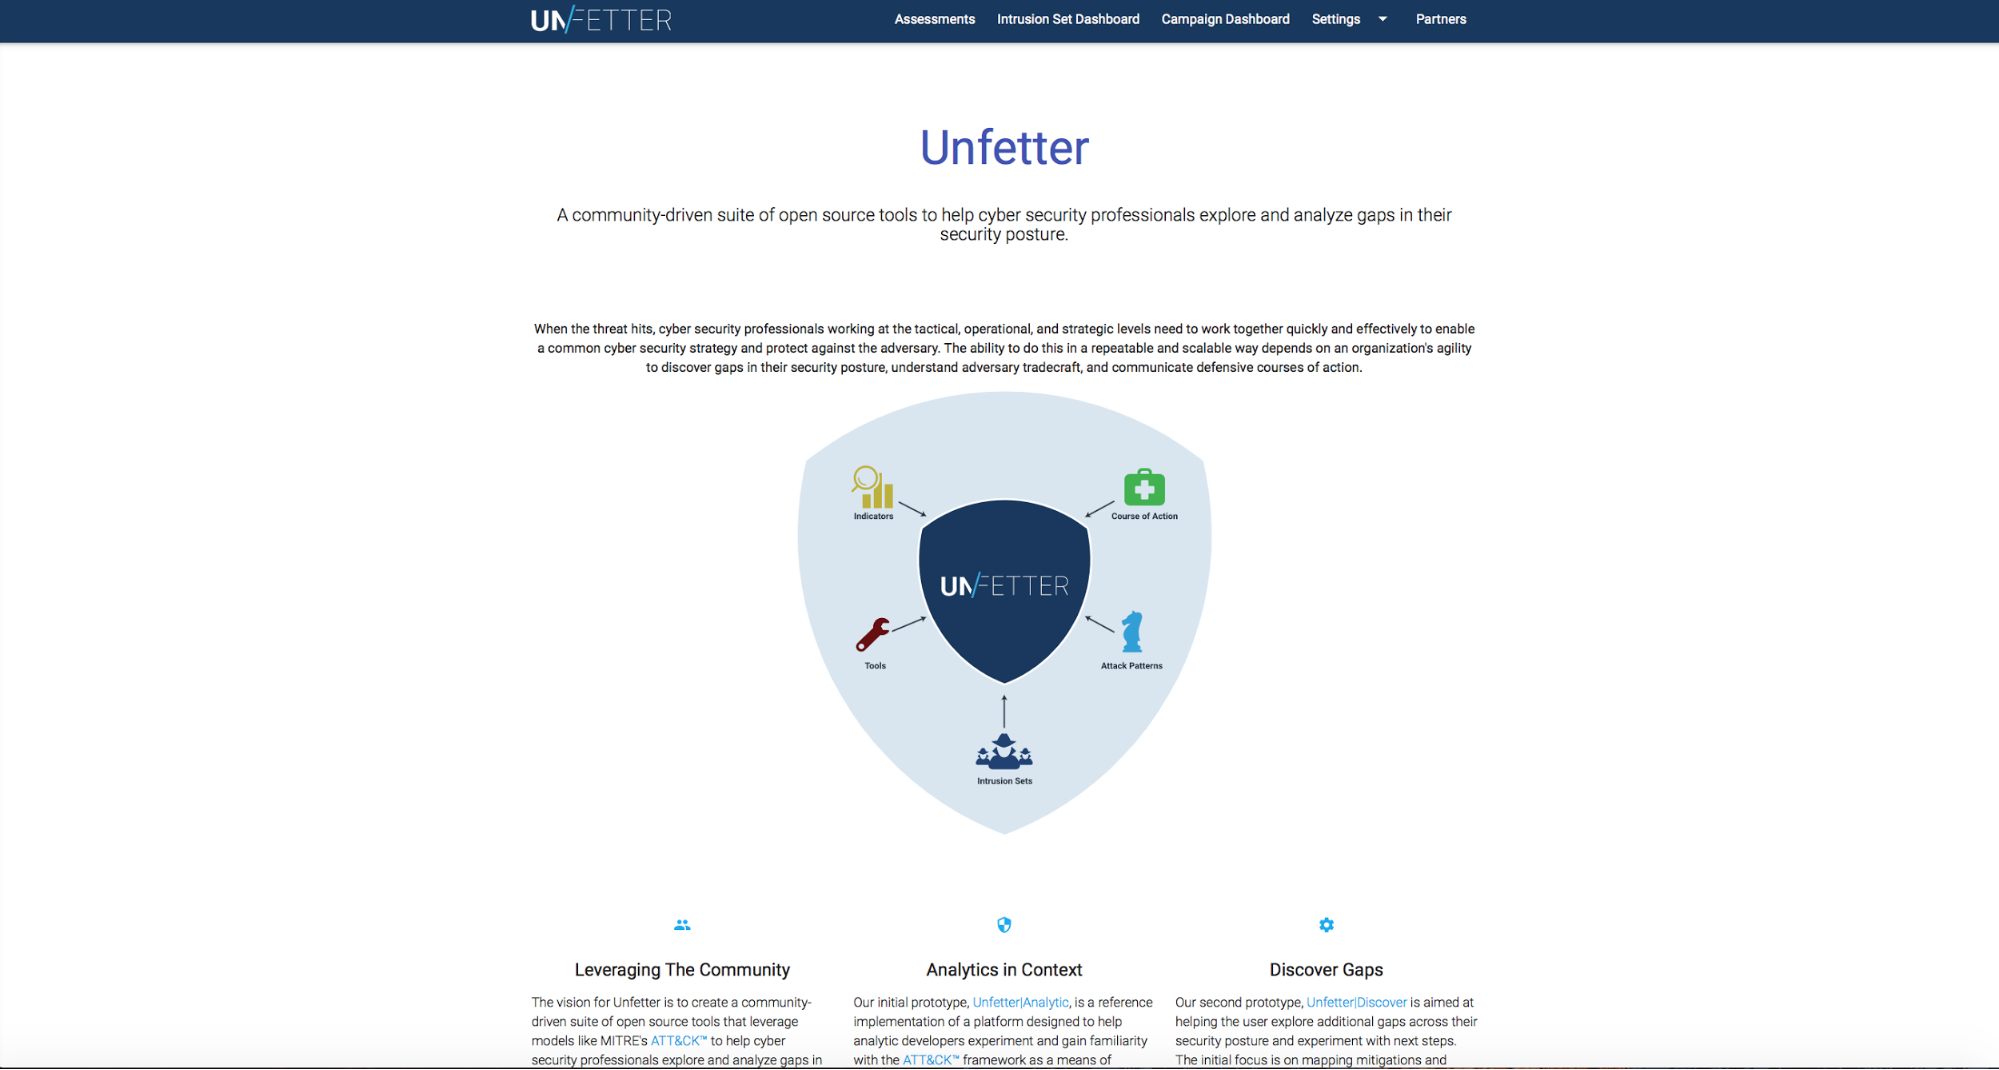 UNFETTER
Assessments
Intrusion Set Dashboard
Campaign Dashboard
Settings
Partners
Unfetter
A community-driven suite of open source tools to help cyber security professionals explore and analyze gaps in their
security posture.
When the threat hits, cyber security professionals working at the tactical, operational, and strategic levels need to work together quickly and effectively to enable
a common cyber security strategy and protect against the adversary. The ability to do this in a repeatable and scalable way depends on an organization's agility
to discover gaps in their security posture, understand adversary tradecraft, and communicate defensive courses of action.
Indicators
Course of Action
UNFETTER
Tools
Attack Patterns
Intrusion Sets
Leveraging The Community
The vision for Unfetter is to create a community-
driven suite of open source tools that leverage
models like MITRE's ATT&CK™ to help cyber
security professionals explore and analyze gaps in
Analytics in Context
Our initial prototype, Unfetter|Analytic, is a reference
implementation of a platform designed to help
analytic developers experiment and gain familiarity
with the ATT&CK™ framework as a means of
Discover Gaps
Our second prototype, Unfetter|Discover is aimed at
helping the user explore additional gaps across their
security posture and experiment with next steps.
The initial focus is on mapping mitigations and